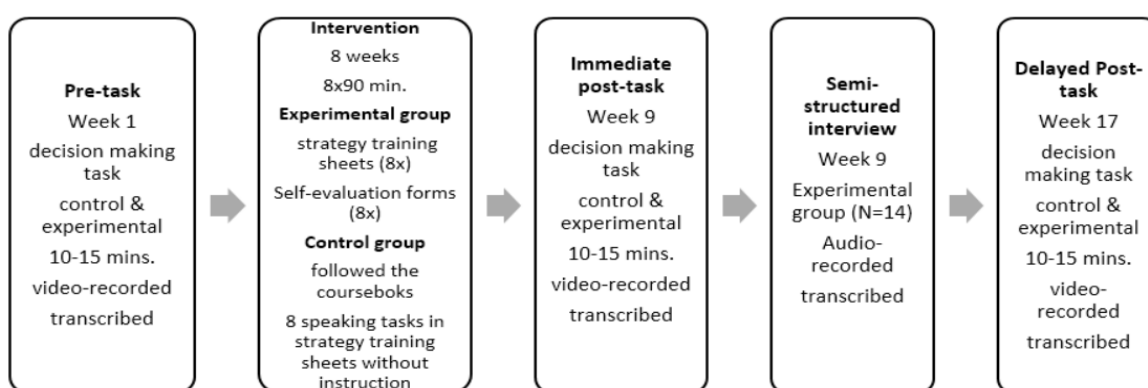 Pre-task
Week 1
decision making
task
control &
experimental
10-15 mins.
video-recorded
transcribed
Intervention
8 weeks
8x90 min.
Experimental group
strategy training
sheets (8x)
Self-evaluation forms
(8x)
Control group
followed the
courseboks
8 speaking tasks in
strategy training
sheets without
instruction
Immediate
post-task
Week 9
decision making
task
control &
experimental
10-15 mins.
video-recorded
transcribed
Semi-
structured
interview
Week 9
Experimental
group (N=14)
Audio-
recorded
transcribed
Delayed Post-
task
Week 17
decision
making task
control &
experimental
10-15 mins.
video-
recorded
transcribed